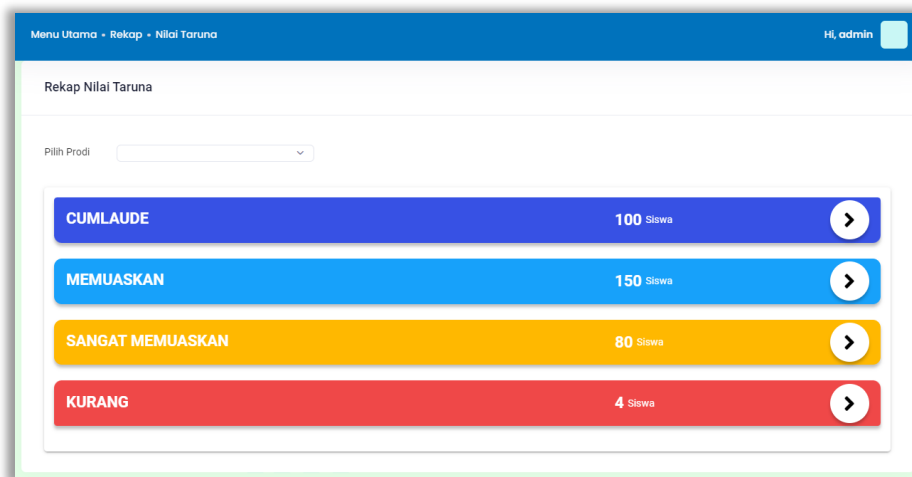 Menu Utama • Rekap • Nilai Taruna Hi, admin
Rekap Nilai Taruna
Pilih Prodi
CUMLAUDE 100 Siswa
MEMUASKAN 150 Siswa
SANGAT MEMUASKAN 80 Siswa
KURANG 4 Siswa